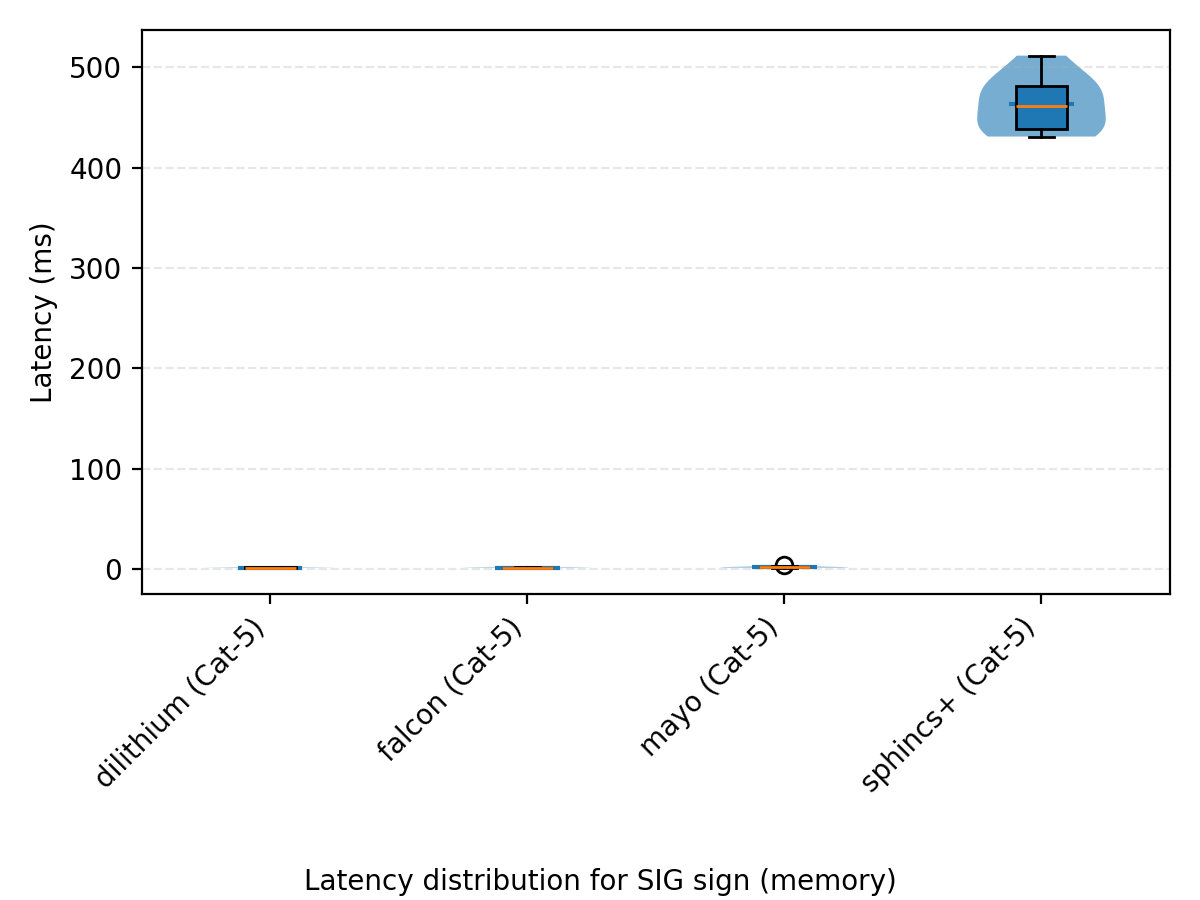 Latency (ms)
500
400
300
200
100
0
dilithium (Cat-5)
falcon (Cat-5)
mayo (Cat-5)
sphincs+ (Cat-5)
Latency distribution for SIG sign (memory)